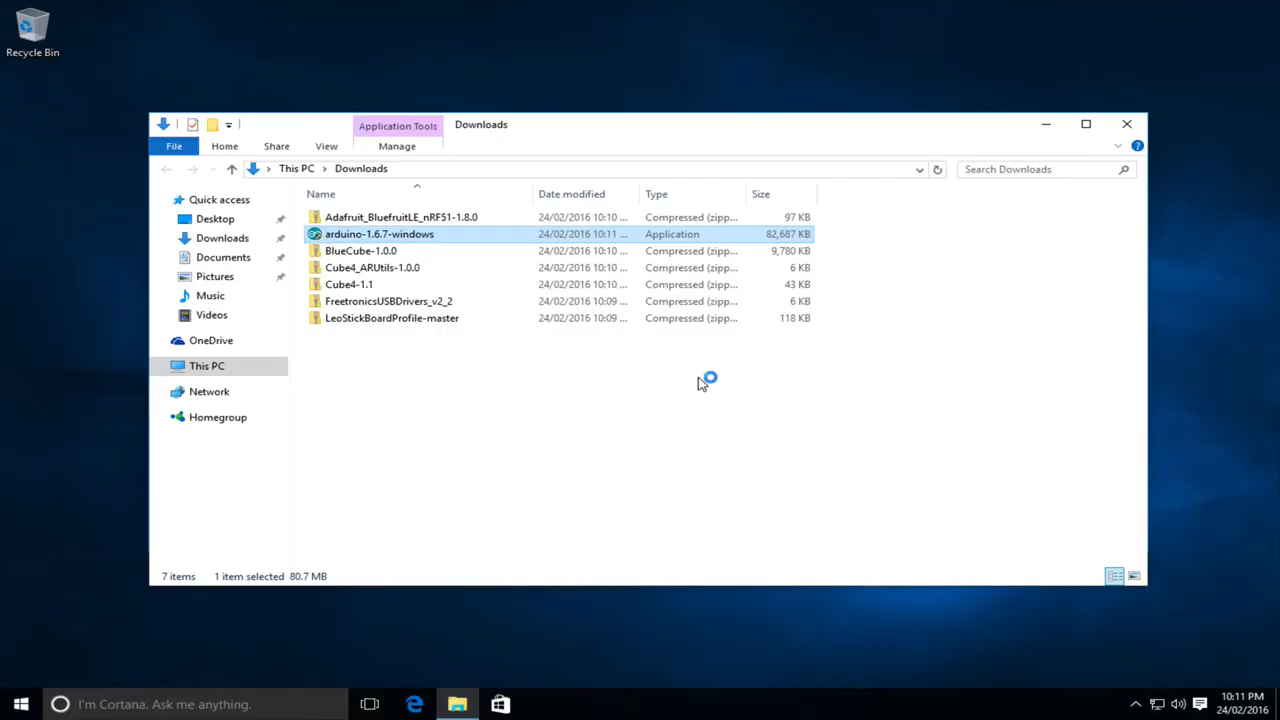 Recycle Bin
Application Tools
Downloads
File
Home
Share
View
Manage
This PC
Downloads
Search Downloads
Name
Date modified
Type
Size
Quick access
Desktop
Downloads
Documents
Pictures
Music
Videos
OneDrive
This PC
Network
Homegroup
Adafruit_BluefruitLE_nRF51-1.8.0 24/02/2016 10:10 ... Compressed (zipp... 97 KB
arduino-1.6.7-windows 24/02/2016 10:11 ... Application 82,687 KB
BlueCube-1.0.0 24/02/2016 10:10 ... Compressed (zipp... 9,780 KB
Cube4_ARUtils-1.0.0 24/02/2016 10:10 ... Compressed (zipp... 6 KB
Cube4-1.1 24/02/2016 10:10 ... Compressed (zipp... 43 KB
FreetronicsUSBDrivers_v2_2 24/02/2016 10:09 ... Compressed (zipp... 6 KB
LeoStickBoardProfile-master 24/02/2016 10:09 ... Compressed (zipp... 118 KB
7 items 1 item selected 80.7 MB
I'm Cortana. Ask me anything.
10:11 PM
24/02/2016